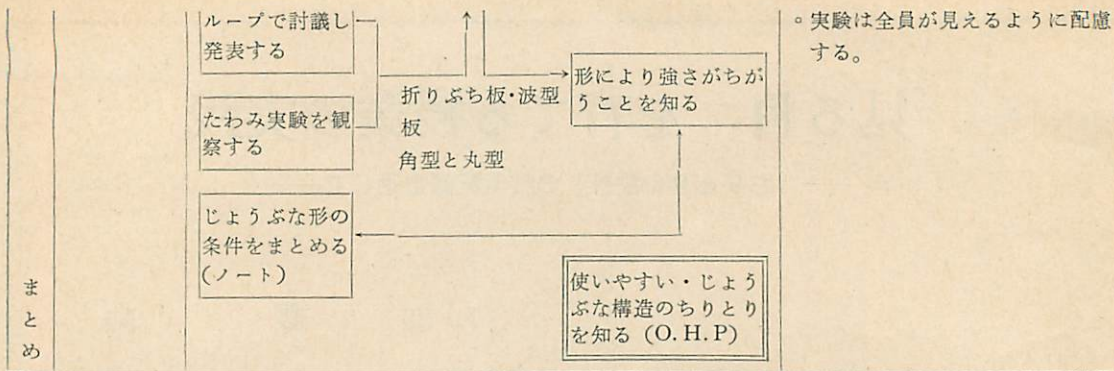 ループで討議し
発表する
たわみ実験を観
察する
じょうぶな形の
条件をまとめる
(ノート)
折りぶち板・波型
板
角型と丸型
形により強さがちが
うことを知る
使いやすい・じょう
ぶな構造のちりとり
を知る (O.H.P)
◦実験は全員が見えるように配慮
する。
まとめ